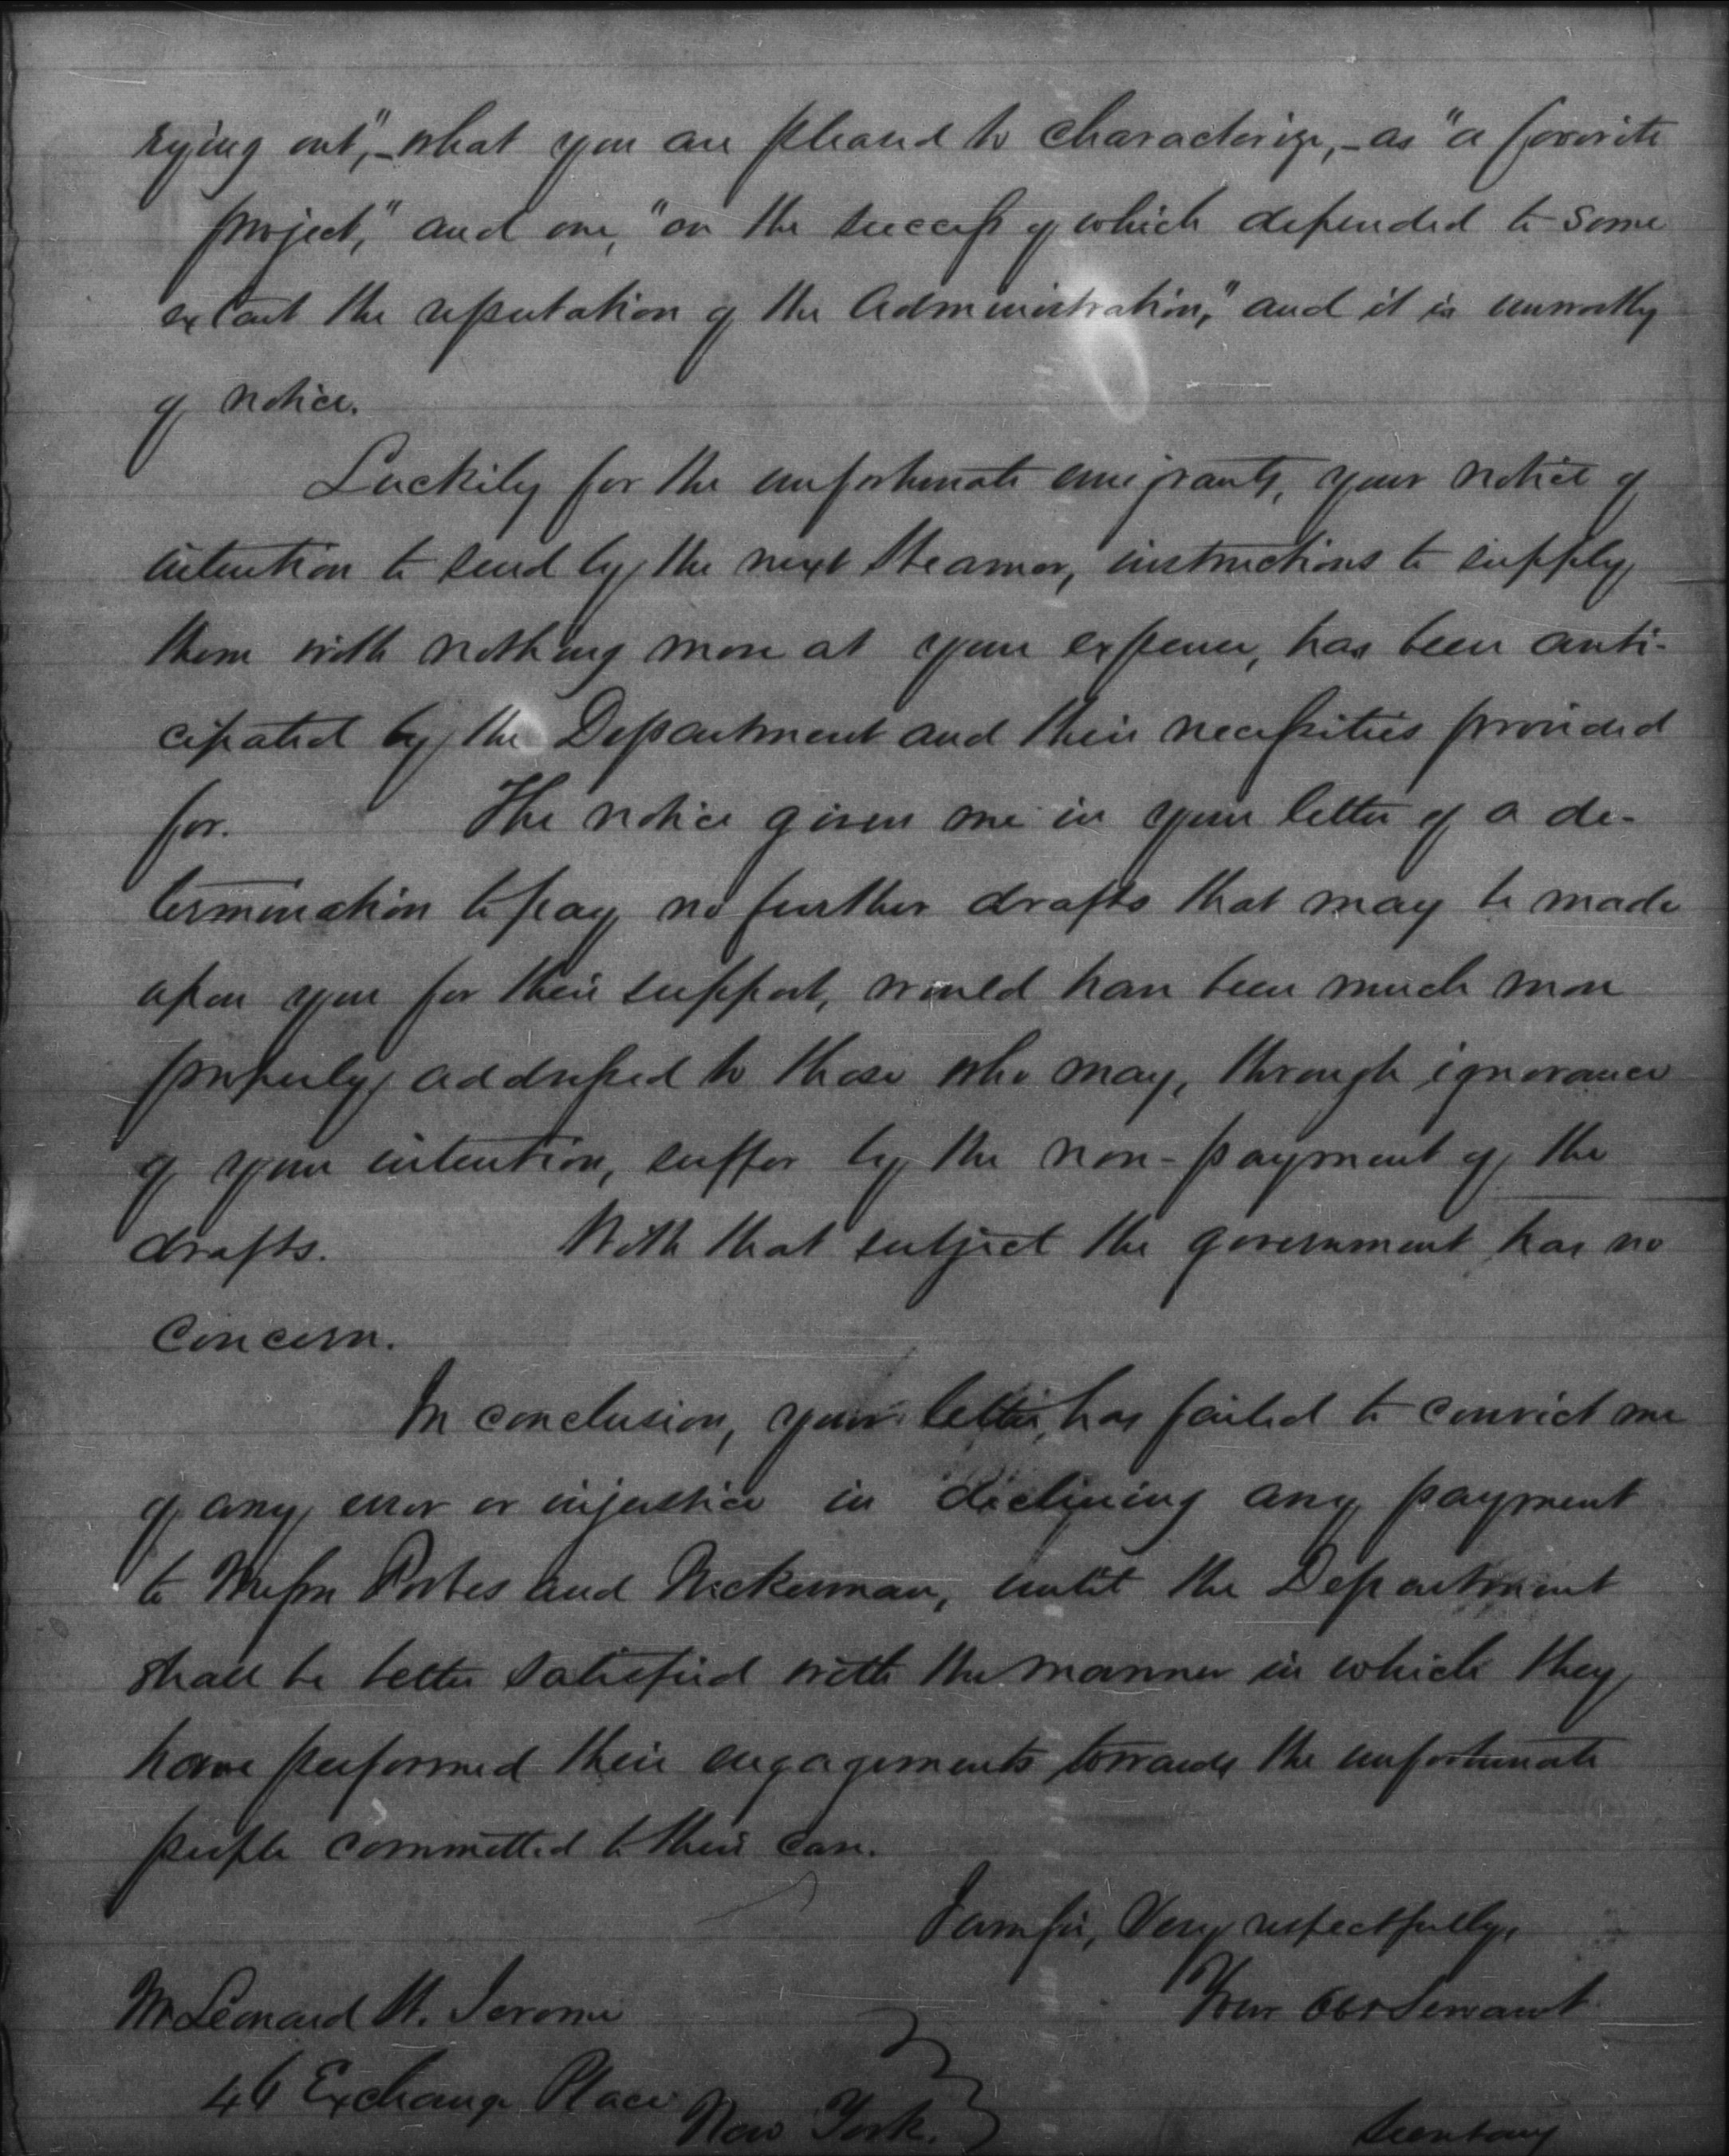 rying out",- what you are pleased to characterize,- as "a favorite
project," and one, "on the success of which depended to some
extent the reputation of the Administration," and it is unworthy
of notice.
Luckily for the unfortunate emigrants, your notice of
intention to send by the next steamer, instructions to supply
them with nothing more at your expense, has been anti-
cipated by the Department and their necessities provided
for. The notice given me in your letter of a de-
termination to pay no further drafts that may be made
upon you for their support, would have been much more
properly addressed to those who may, through ignorance
of your intention, suffer by the non-payment of the
drafts. With that subject the government has no
concern.
In conclusion, your letter, has failed to convict me
of any error or injustice in declining any payment
to Messrs Forbes and Tuckerman, until the Department
shall be better satisfied with the manner in which they
have performed their engagements towards the unfortunate
people committed to their care.
I am sir, Very respectfully,
Mr Leonard W. Jerome Your Obt Servant
46 Exchange Place
New York. Secretary